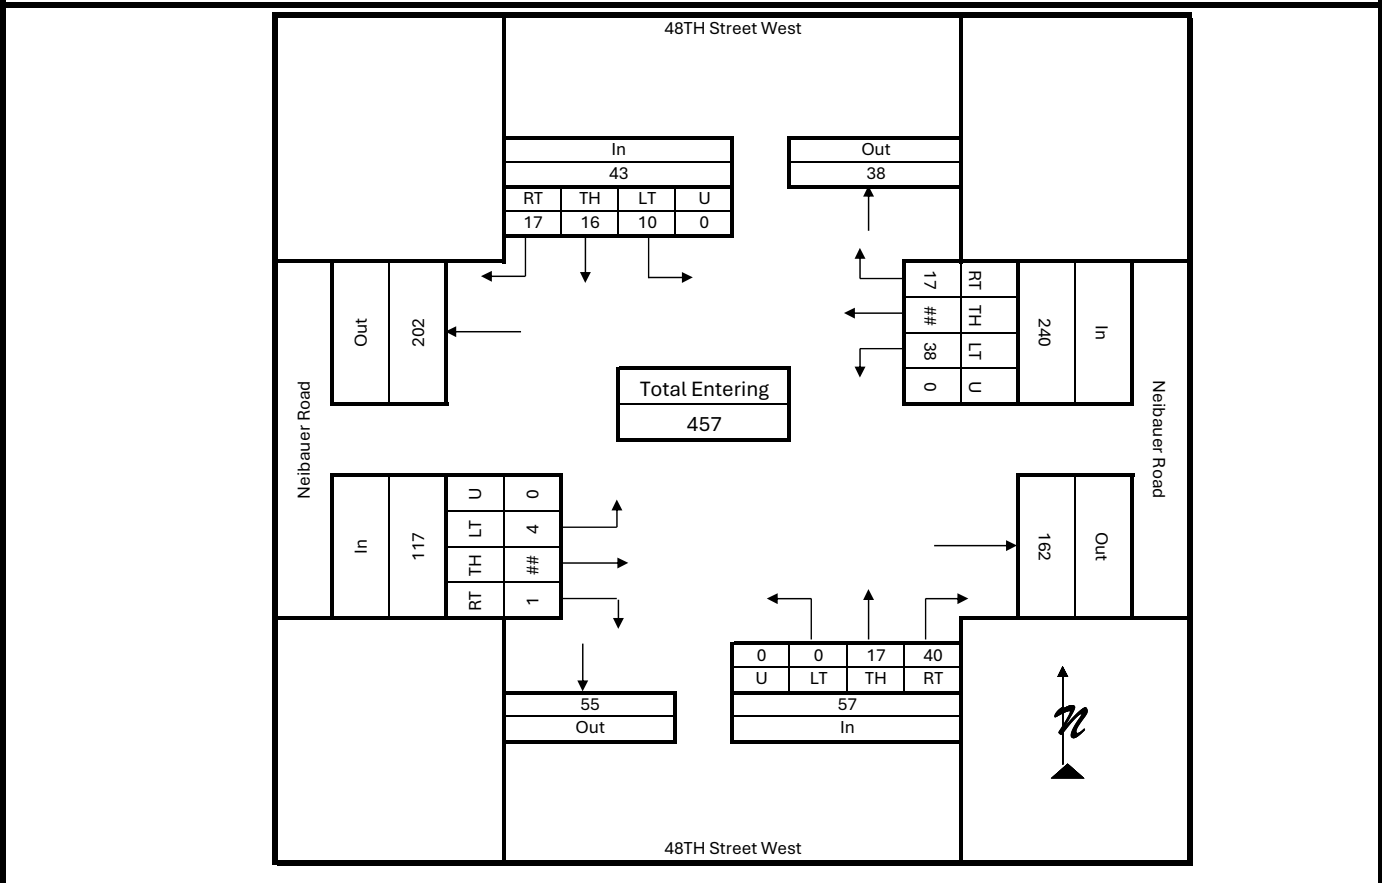 48TH Street West
In
43
RT TH LT U
17 16 10 0
Out
38
Out
202
Neibauer Road
17 RT
## TH
38 LT
0 U
240
In
Neibauer Road
Total Entering
457
In
117
U 0
LT 4
TH ##
RT 1
162
Out
0 0 17 40
U LT TH RT
57
In
55
Out
N
48TH Street West